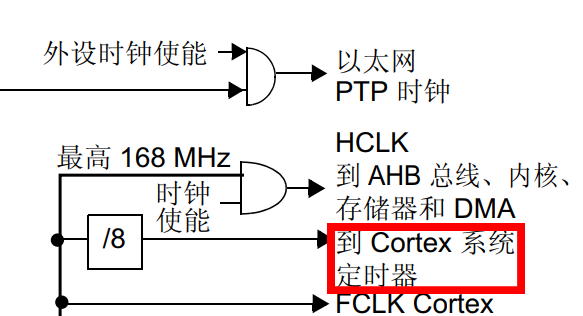 外设时钟使能
以太网
PTP 时钟
HCLK
最高 168 MHz
到 AHB 总线、内核、
时钟
使能
存储器和 DMA
/8
到 Cortex 系统
定时器
FCLK Cortex